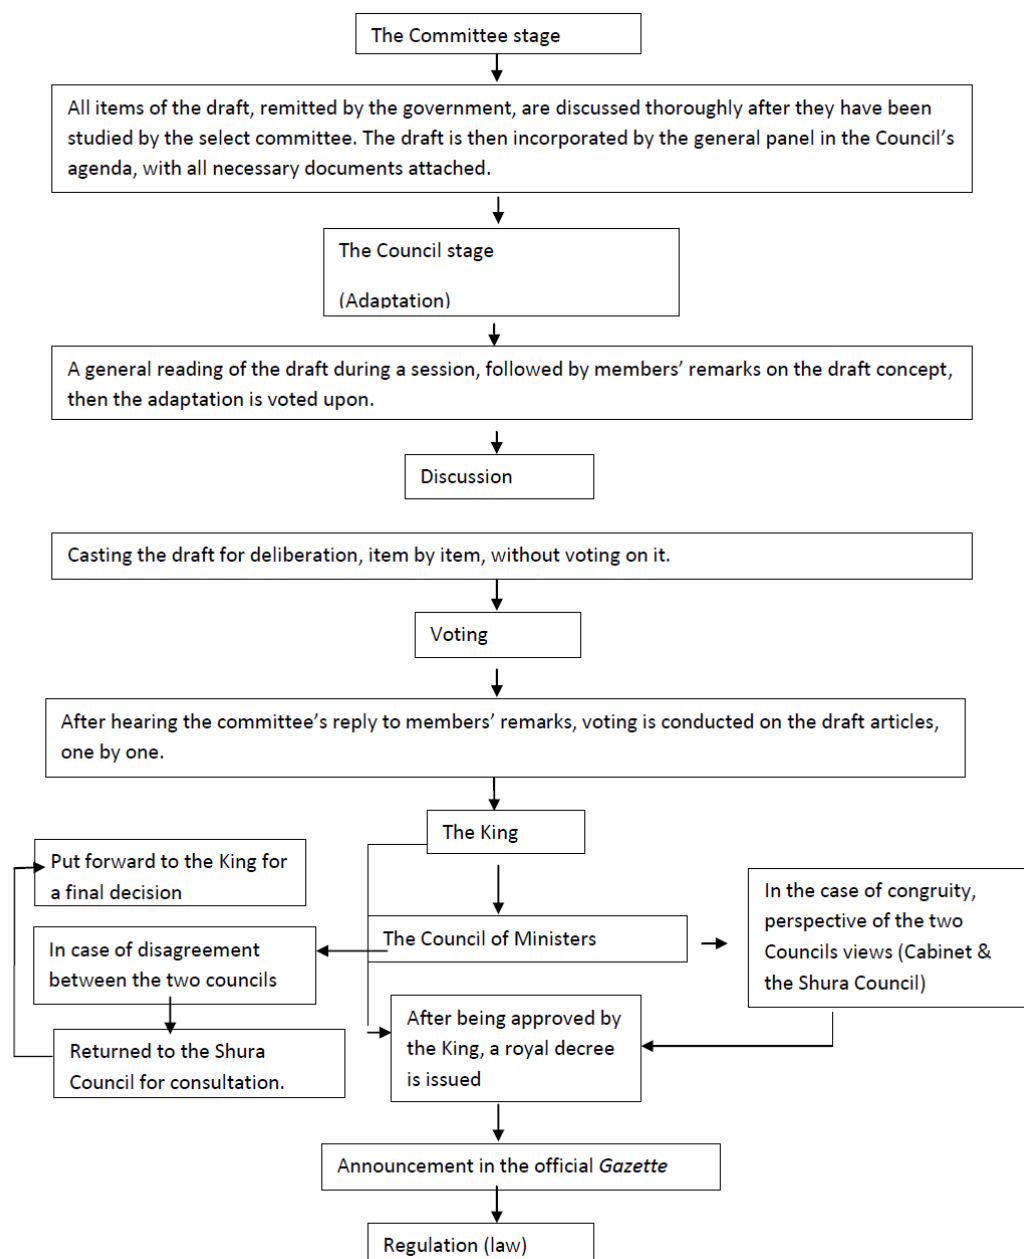 The Committee stage
All items of the draft, remitted by the government, are discussed thoroughly after they have been
studied by the select committee. The draft is then incorporated by the general panel in the Council’s
agenda, with all necessary documents attached.
The Council stage
(Adaptation)
A general reading of the draft during a session, followed by members’ remarks on the draft concept,
then the adaptation is voted upon.
Discussion
Casting the draft for deliberation, item by item, without voting on it.
Voting
After hearing the committee’s reply to members’ remarks, voting is conducted on the draft articles,
one by one.
The King
Put forward to the King for
a final decision
In the case of congruity,
perspective of the two
Councils views (Cabinet &
the Shura Council)
The Council of Ministers
In case of disagreement
between the two councils
After being approved by
the King, a royal decree
is issued
Returned to the Shura
Council for consultation.
Announcement in the official Gazette
Regulation (law)